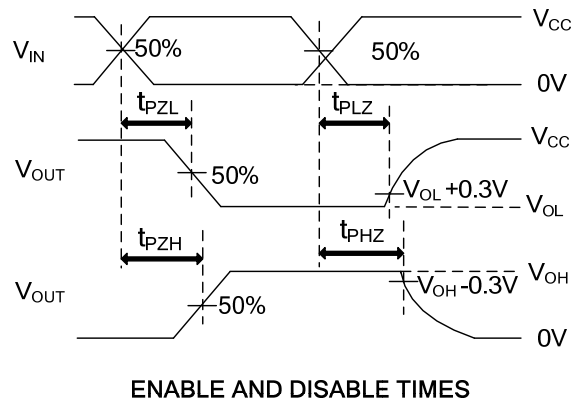 V_CC
V_IN
50%
50%
0V
t_PZL
t_PLZ
V_CC
V_OUT
50%
V_OL +0.3V
V_OL
t_PZH
t_PHZ
V_OH
V_OUT
50%
V_OH -0.3V
0V
ENABLE AND DISABLE TIMES